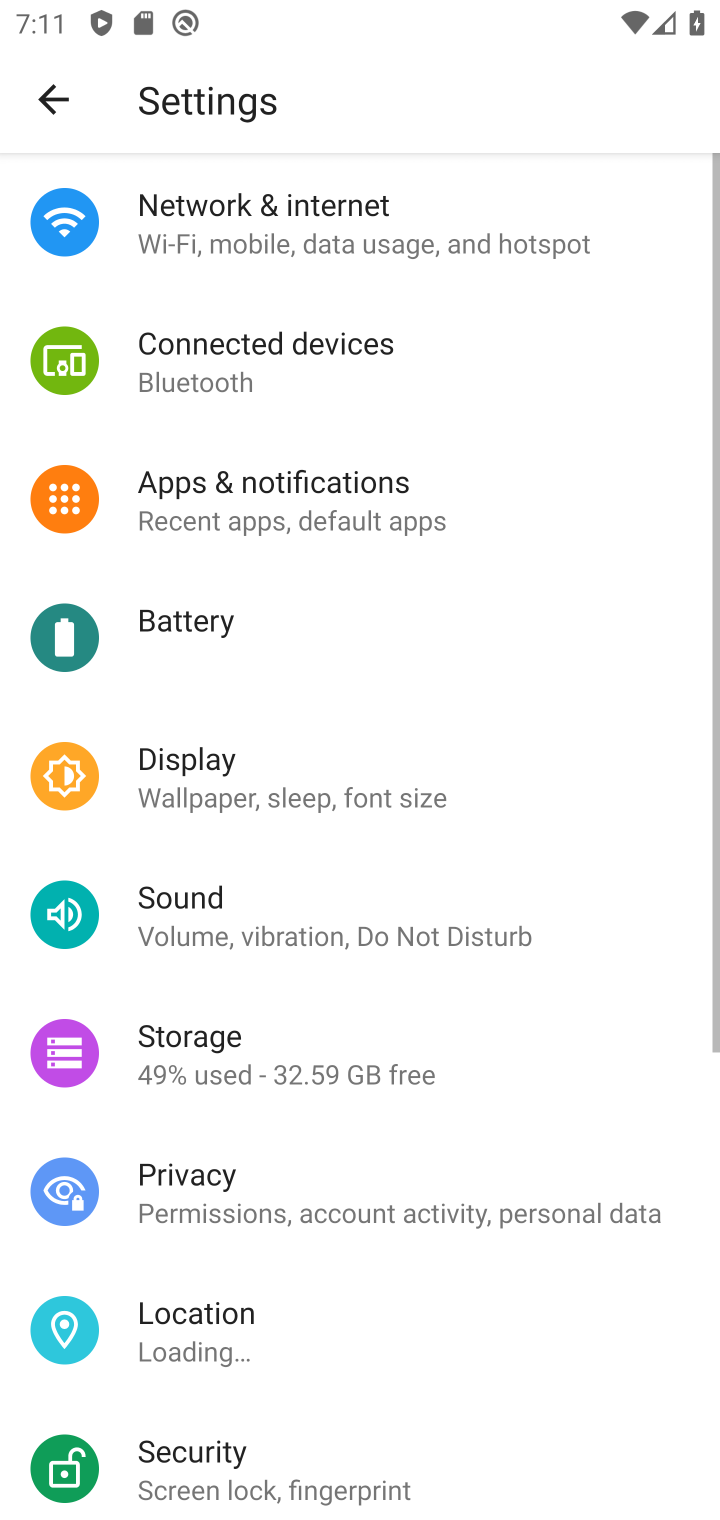 7:11
Settings
Network & internet
Wi-Fi, mobile, data usage, and hotspot
Connected devices
Bluetooth
Apps & notifications
Recent apps, default apps
Battery
Display
Wallpaper, sleep, font size
Sound
Volume, vibration, Do Not Disturb
Storage
49% used - 32.59 GB free
Privacy
Permissions, account activity, personal data
Location
Loading…
Security
Screen lock, fingerprint